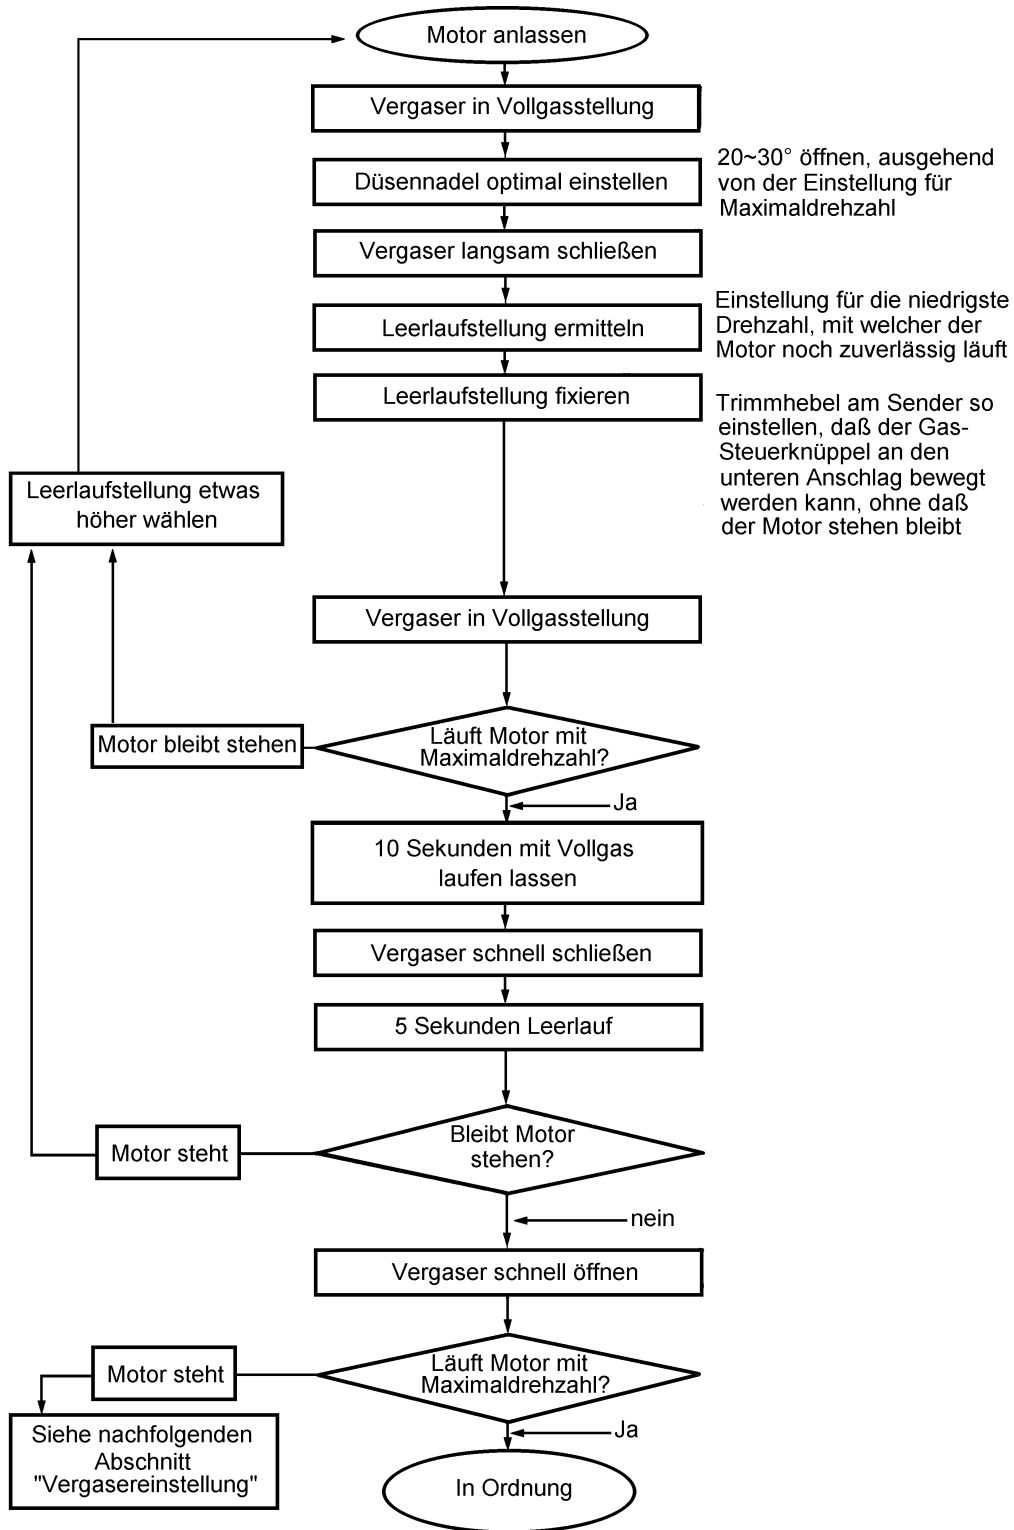 Motor anlassen
Vergaser in Vollgasstellung
Düsennadel optimal einstellen
20~30° öffnen, ausgehend
von der Einstellung für
Maximaldrehzahl
Vergaser langsam schließen
Leerlaufstellung ermitteln
Einstellung für die niedrigste
Drehzahl, mit welcher der
Motor noch zuverlässig läuft
Leerlaufstellung fixieren
Trimmhebel am Sender so
einstellen, daß der Gas-
Steuerknüppel an den
unteren Anschlag bewegt
werden kann, ohne daß
der Motor stehen bleibt
Leerlaufstellung etwas
höher wählen
Vergaser in Vollgasstellung
Läuft Motor mit
Maximaldrehzahl?
Motor bleibt stehen
Ja
10 Sekunden mit Vollgas
laufen lassen
Vergaser schnell schließen
5 Sekunden Leerlauf
Bleibt Motor
stehen?
Motor steht
nein
Vergaser schnell öffnen
Läuft Motor mit
Maximaldrehzahl?
Motor steht
Ja
Siehe nachfolgenden
Abschnitt
"Vergasereinstellung"
In Ordnung